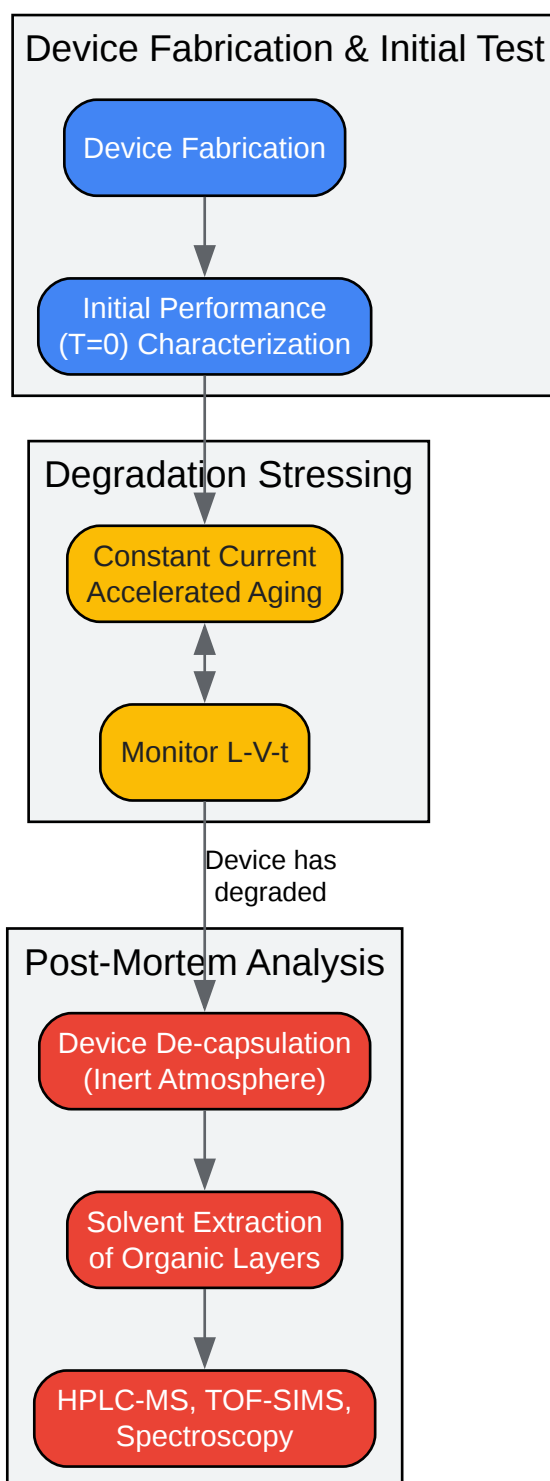 Device Fabrication & Initial Test
Device Fabrication
Initial Performance
(T=0) Characterization
Degradation Stressing
Constant Current
Accelerated Aging
Monitor L-V-t
Device has
degraded
Post-Mortem Analysis
Device De-capsulation
(Inert Atmosphere)
Solvent Extraction
of Organic Layers
HPLC-MS, TOF-SIMS,
Spectroscopy